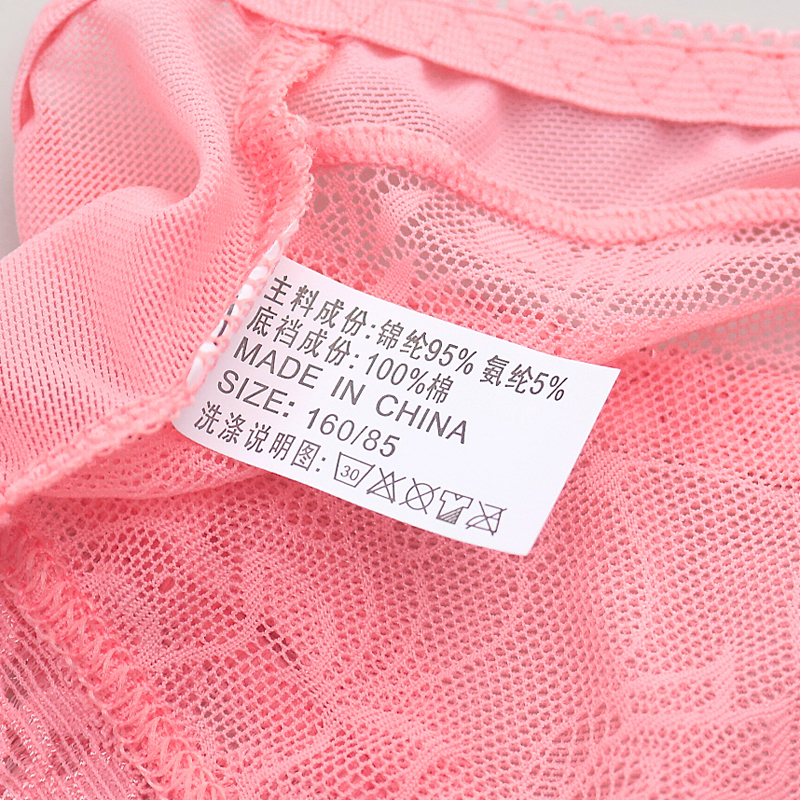 主料成份:锦纶95% 氨纶5%
底裆成份:100%棉
MADE IN CHINA
SIZE: 160/85
洗涤说明图: 30